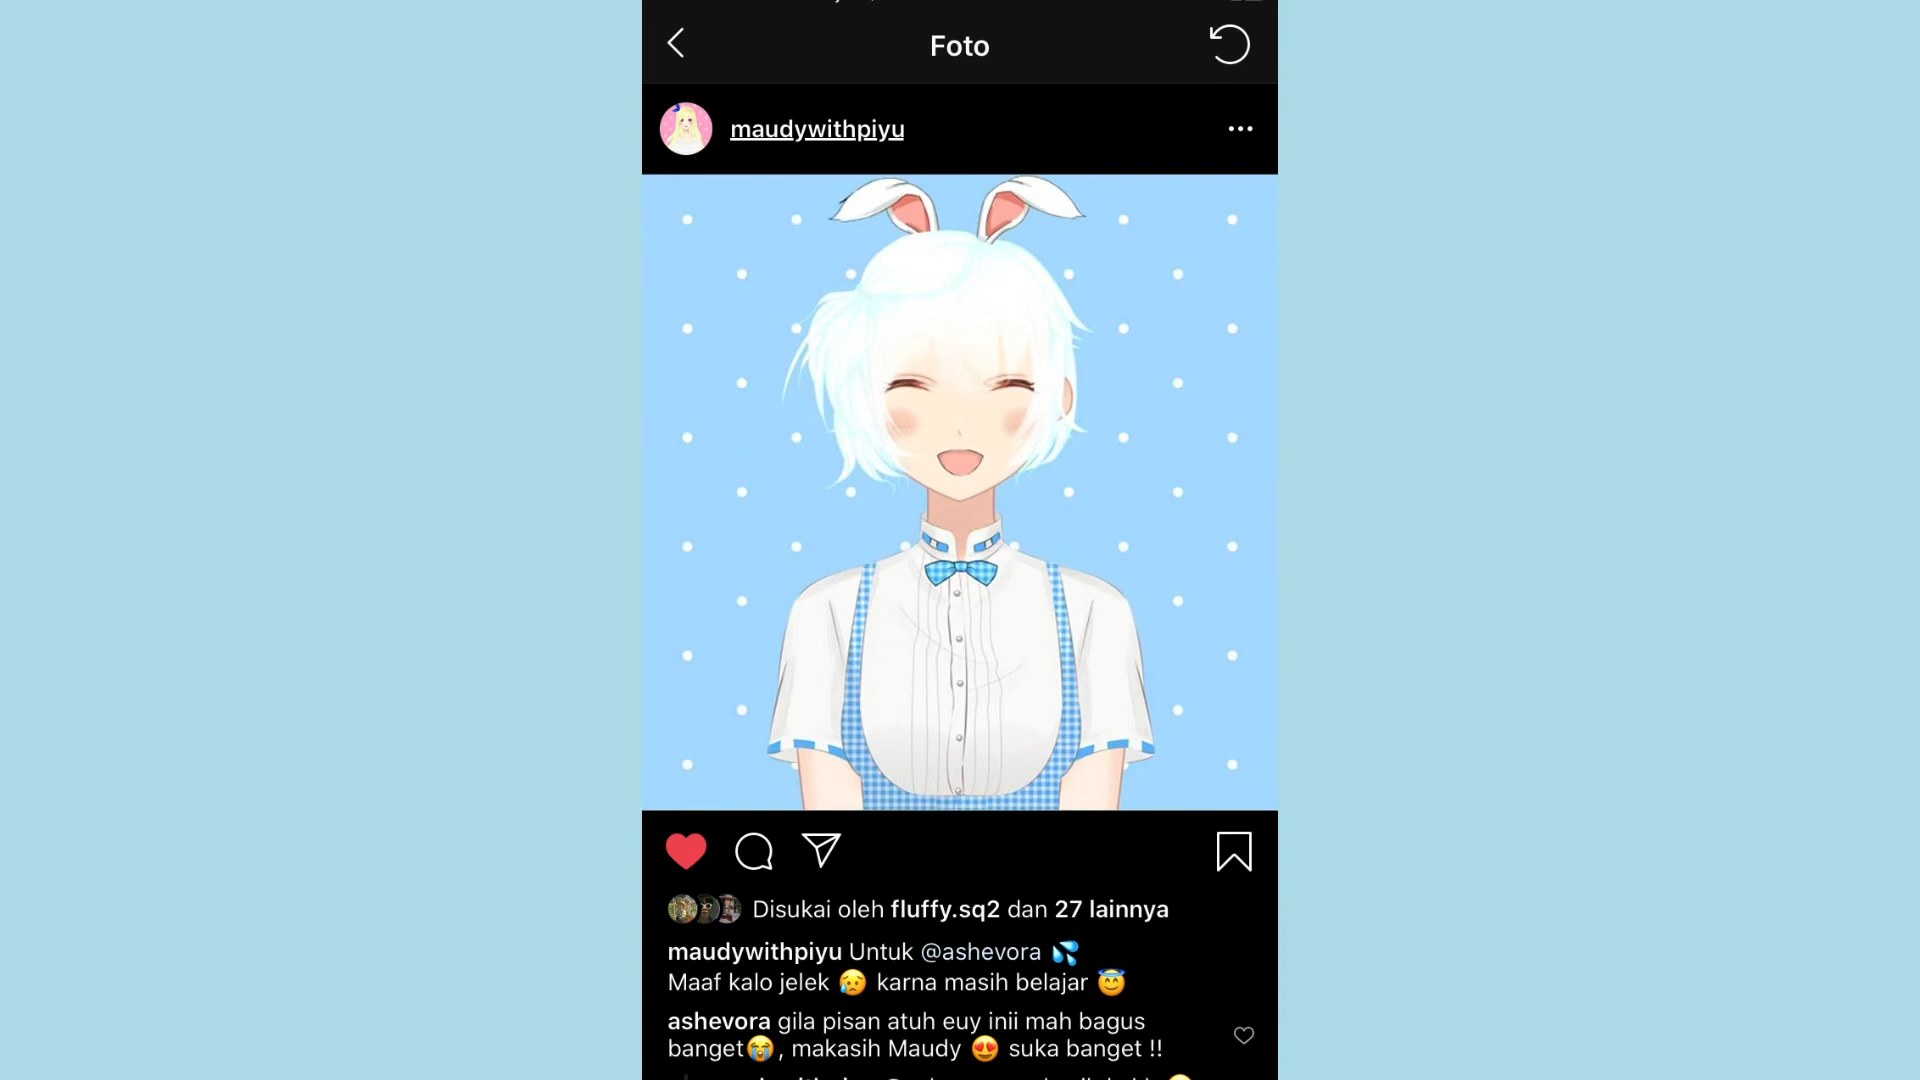 Foto
maudywithpiyu
Disukai oleh fluffy.sq2 dan 27 lainnya
maudywithpiyu Untuk @ashevora 💦
Maaf kalo jelek 😥 karna masih belajar 😇
ashevora gila pisan atuh euy inii mah bagus
banget😭, makasih Maudy 😍 suka banget !!